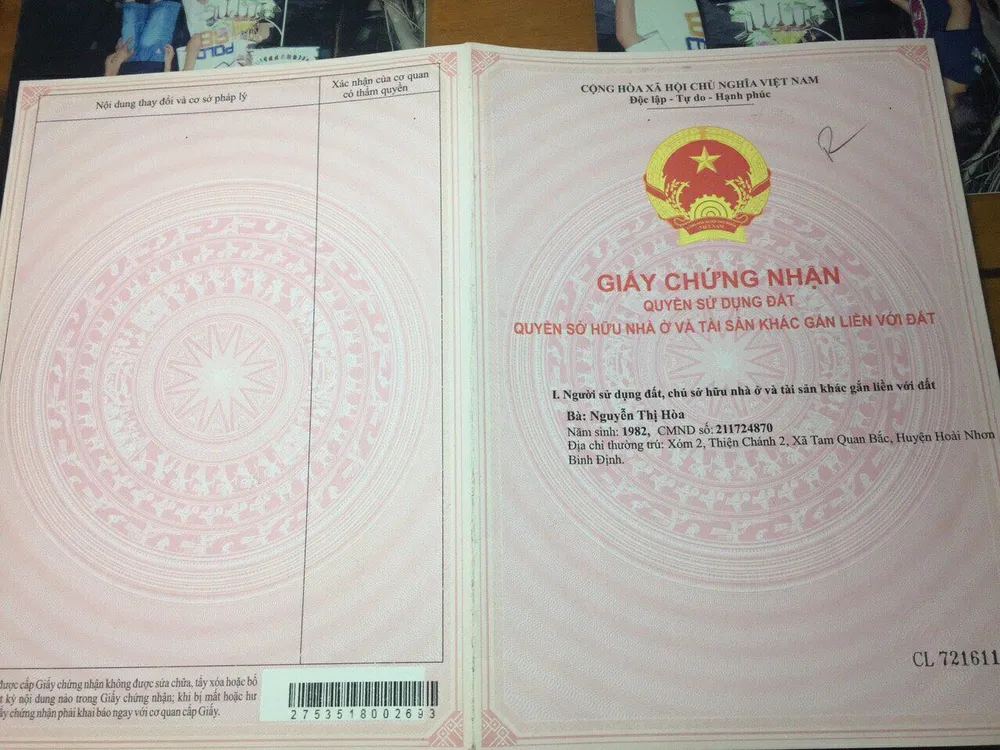 Nội dung thay đổi và cơ sở pháp lý
Xác nhận của cơ quan
có thẩm quyền
được cấp Giấy chứng nhận không được sửa chữa, tẩy xóa hoặc bổ
kỳ nội dung nào trong Giấy chứng nhận; khi bị mất hoặc hư
chứng nhận phải khai báo ngay với cơ quan cấp Giấy.
2753518002693
CỘNG HÒA XÃ HỘI CHỦ NGHĨA VIỆT NAM
Độc lập - Tự do - Hạnh phúc
VIỆT NAM
GIẤY CHỨNG NHẬN
QUYỀN SỬ DỤNG ĐẤT
QUYỀN SỞ HỮU NHÀ Ở VÀ TÀI SẢN KHÁC GẮN LIỀN VỚI ĐẤT
I. Người sử dụng đất, chủ sở hữu nhà ở và tài sản khác gắn liền với đất
Bà: Nguyễn Thị Hòa
Năm sinh: 1982, CMND số: 211724870
Địa chỉ thường trú: Xóm 2, Thiện Chánh 2, Xã Tam Quan Bắc, Huyện Hoài Nhơn
Bình Định.
CL 721611